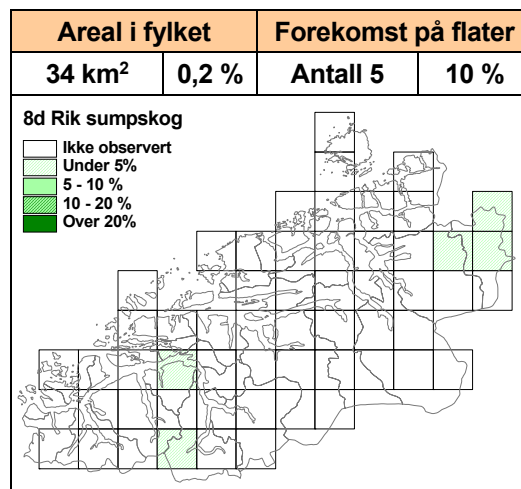 Areal i fylket Forekomst på flater
34 km² 0,2 % Antall 5 10 %
8d Rik sumpskog
Ikke observert
Under 5%
5 - 10 %
10 - 20 %
Over 20%